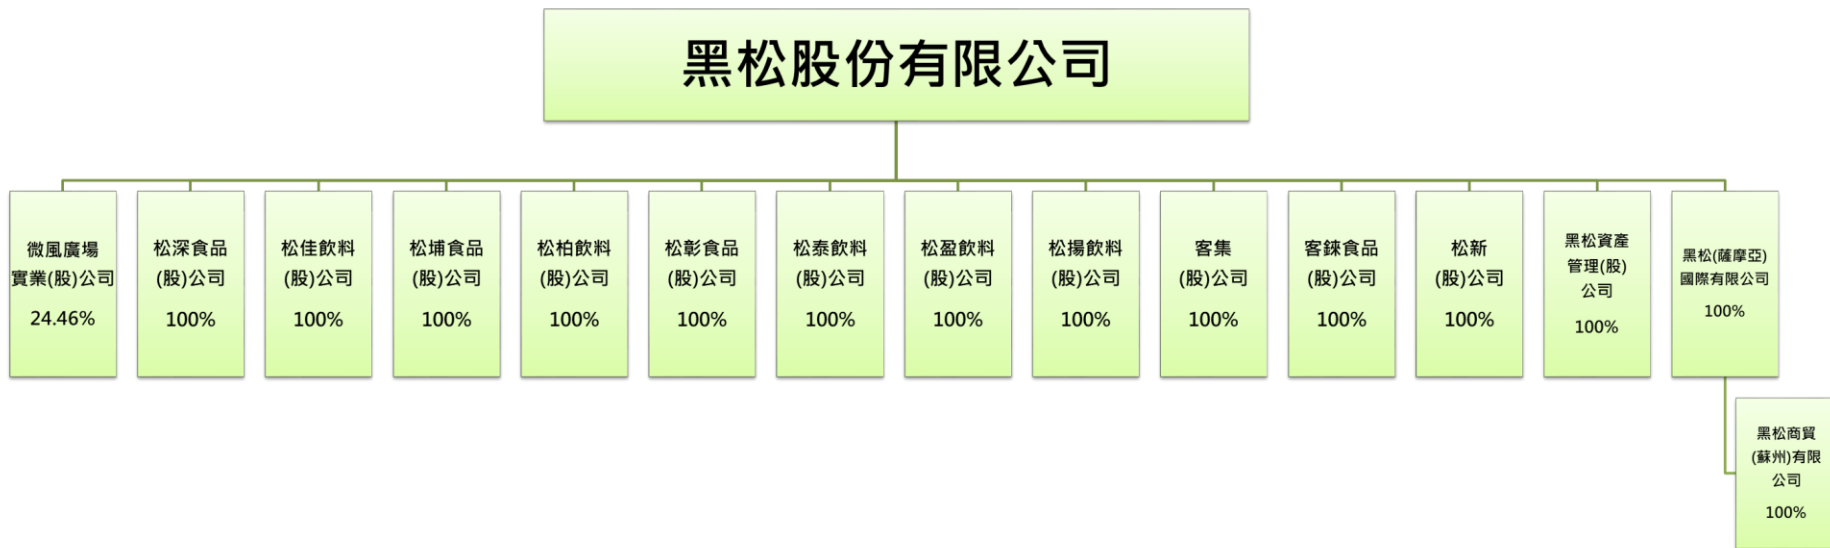 黑松股份有限公司
微風廣場
實業(股)公司
24.46%
松深食品
(股)公司
100%
松佳飲料
(股)公司
100%
松埔食品
(股)公司
100%
松柏飲料
(股)公司
100%
松彰食品
(股)公司
100%
松泰飲料
(股)公司
100%
松盈飲料
(股)公司
100%
松揚飲料
(股)公司
100%
客集
(股)公司
100%
客錸食品
(股)公司
100%
松新
(股)公司
100%
黑松資產
管理(股)
公司
100%
黑松(薩摩亞)
國際有限公司
100%
黑松商貿
(蘇州)有限
公司
100%